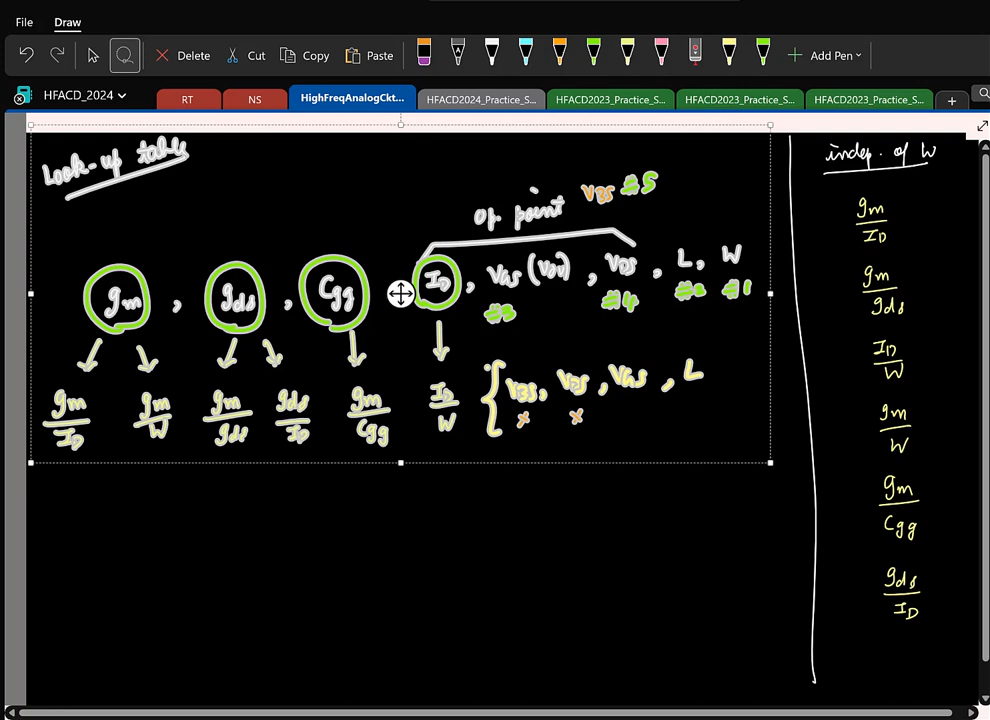 File Draw
Delete Cut Copy Paste Add Pen
HFACD_2024 RT NS HighFreqAnalogCkt... HFACD2024_Practice_S... HFACD2023_Practice_S... HFACD2023_Practice_S... HFACD2023_Practice_S...
Look-up table
Op. point VBS #5
gm , gds , Cgg ID , VGS (VOV) , VDS , L , W
#3 #4 #2 #1
gm/ID gm/W gm/gds gds/ID gm/Cgg ID/W { VBS, VDS , VGS , L
x x
indep. of W
gm/ID
gm/gds
ID/W
gm/W
gm/Cgg
gds/ID